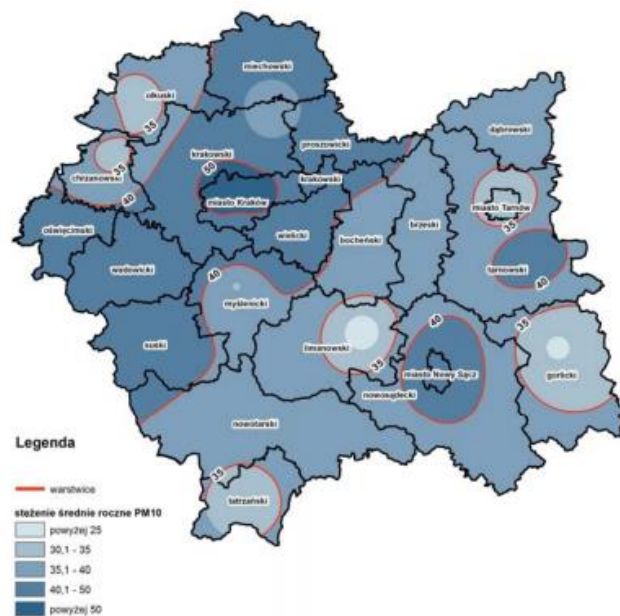 miechowski
olkuski
35
dąbrowski
proszowicki
krakowski
35
50
chrzanowski
krakowski
40
miasto Kraków
miasto Tarnów
35
oświęcimski
wielicki
bocheński
brzeski
tarnowski
wadowicki
40
40
myślenicki
40
35
suski
limanowski
35
miasto Nowy Sącz
gorlicki
nowosądecki
nowotarski
Legenda
35
warstwice
tatrzański
stężenie średnie roczne PM10
powyżej 25
30,1 - 35
35,1 - 40
40,1 - 50
powyżej 50